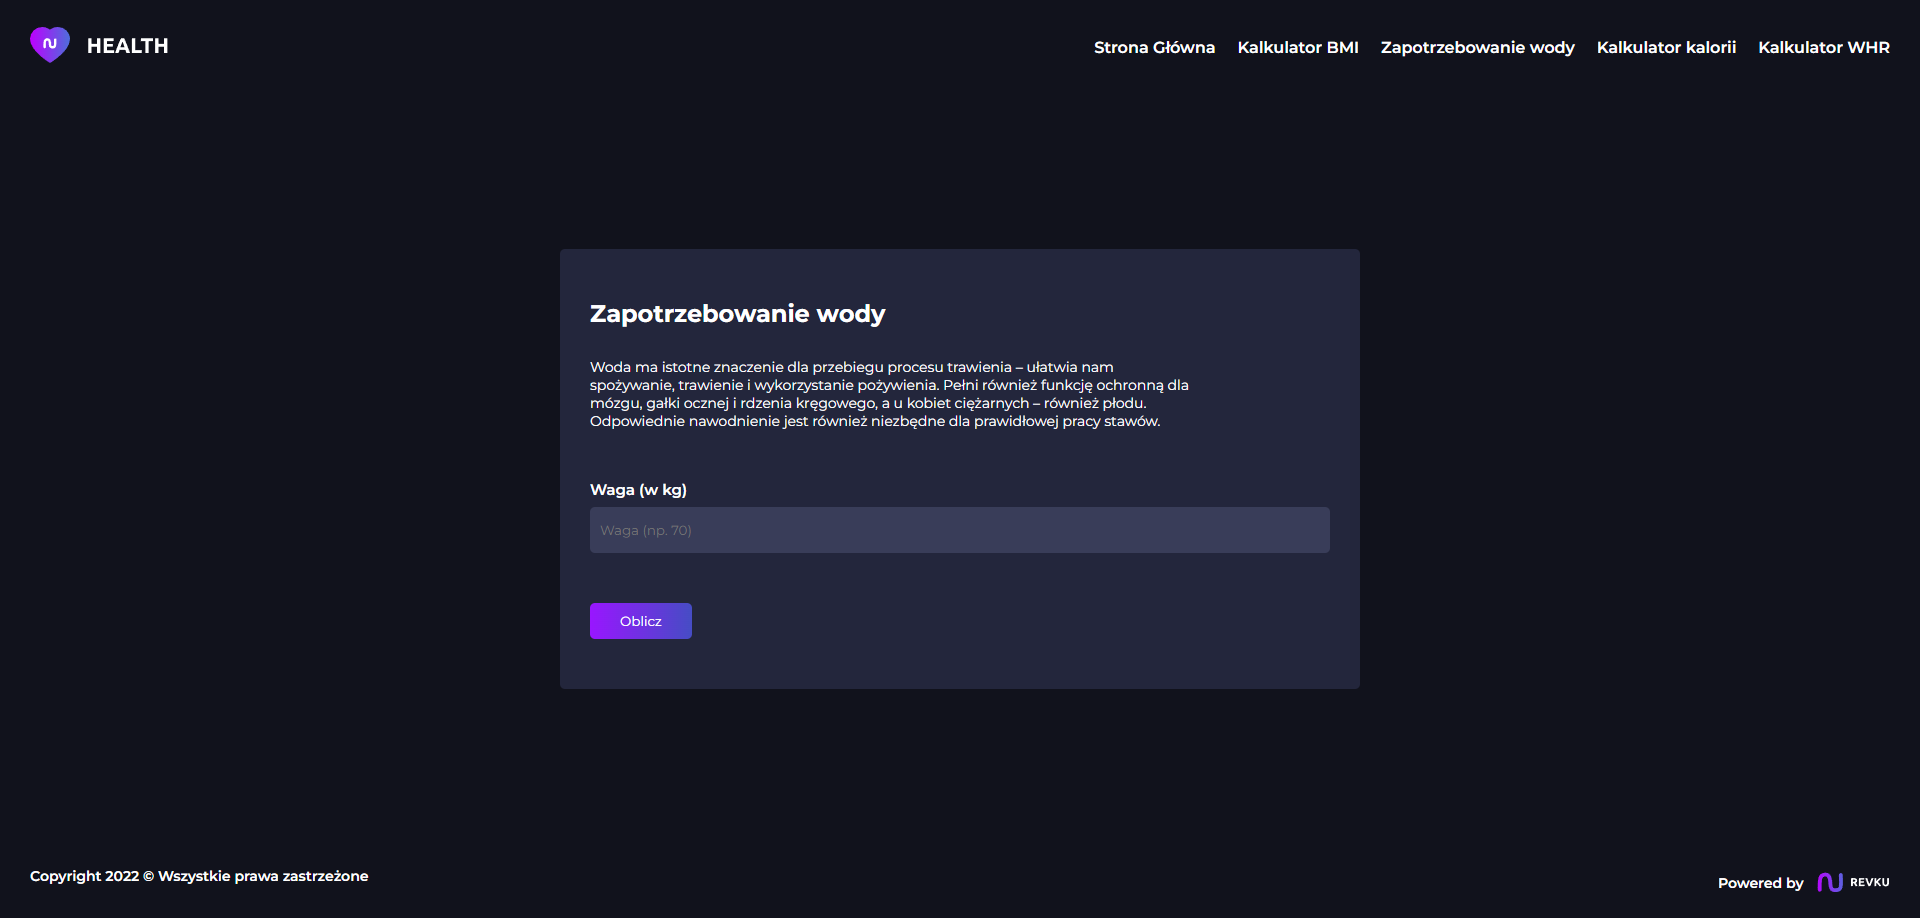 HEALTH
Strona Główna Kalkulator BMI Zapotrzebowanie wody Kalkulator kalorii Kalkulator WHR
Zapotrzebowanie wody
Woda ma istotne znaczenie dla przebiegu procesu trawienia – ułatwia nam
spożywanie, trawienie i wykorzystanie pożywienia. Pełni również funkcję ochronną dla
mózgu, gałki ocznej i rdzenia kręgowego, a u kobiet ciężarnych – również płodu.
Odpowiednie nawodnienie jest również niezbędne dla prawidłowej pracy stawów.
Waga (w kg)
Waga (np. 70)
Oblicz
Copyright 2022 © Wszystkie prawa zastrzeżone
Powered by REVKU